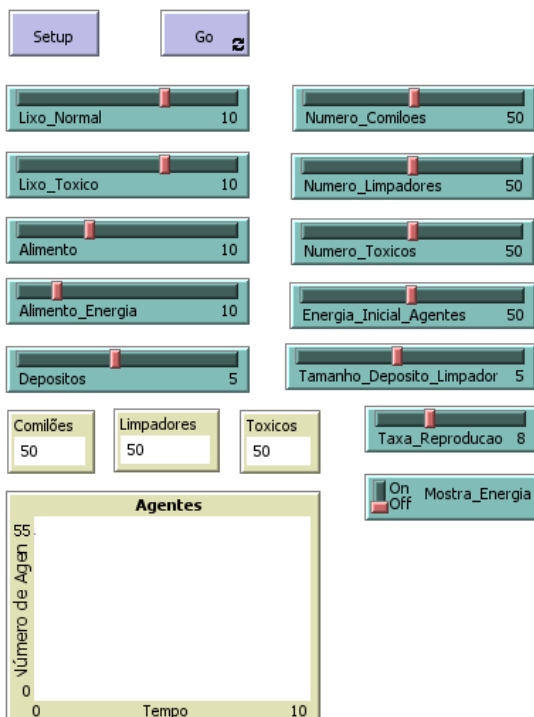 Setup
Go
Lixo_Normal 10
Numero_Comiloes 50
Lixo_Toxico 10
Numero_Limpadores 50
Alimento 10
Numero_Toxicos 50
Alimento_Energia 10
Energia_Inicial_Agentes 50
Depositos 5
Tamanho_Deposito_Limpador 5
Comilões
50
Limpadores
50
Toxicos
50
Taxa_Reproducao 8
On
Off
Mostra_Energia
Agentes
55
Número de Agen
0
0 Tempo 10